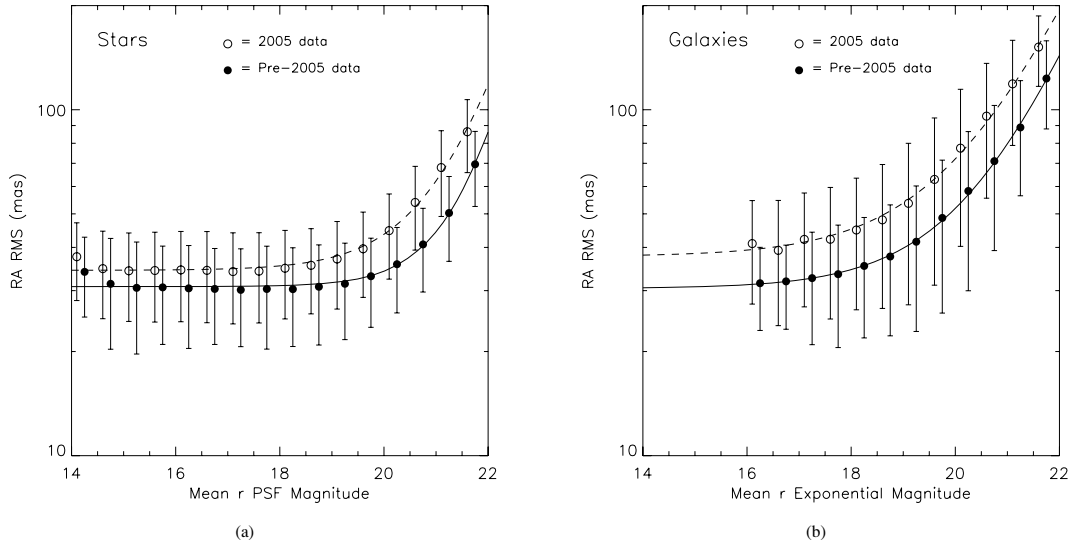 Stars
○ = 2005 data
● = Pre−2005 data
100
10
RA RMS (mas)
14 16 18 20 22
Mean r PSF Magnitude
(a)
Galaxies
○ = 2005 data
● = Pre−2005 data
100
10
RA RMS (mas)
14 16 18 20 22
Mean r Exponential Magnitude
(b)